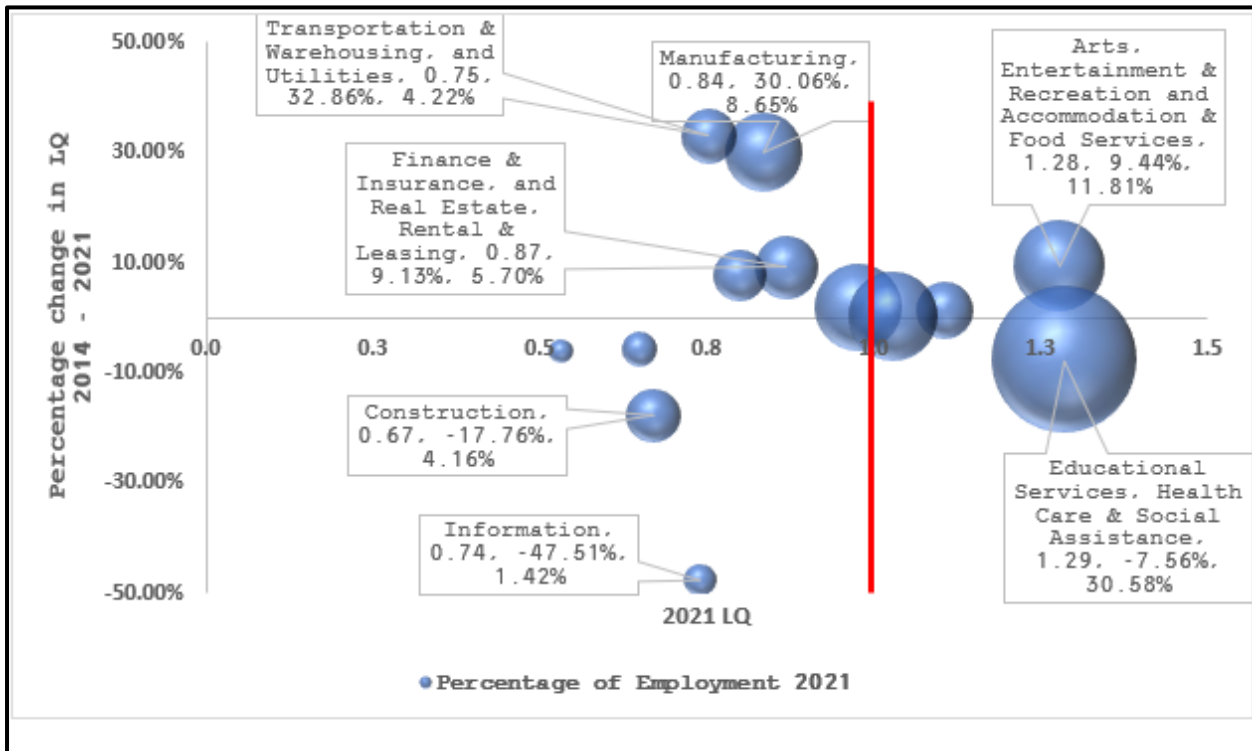 Transportation &
Warehousing, and
Utilities, 0.75,
32.86%, 4.22%
Manufacturing,
0.84, 30.06%,
8.65%
Arts,
Entertainment &
Recreation and
Accommodation &
Food Services,
1.28, 9.44%,
11.81%
Finance &
Insurance, and
Real Estate,
Rental &
Leasing, 0.87,
9.13%, 5.70%
Construction,
0.67, -17.76%,
4.16%
Information,
0.74, -47.51%,
1.42%
Educational
Services, Health
Care & Social
Assistance,
1.29, -7.56%,
30.58%
Percentage change in LQ
2014 - 2021
50.00%
30.00%
10.00%
-10.00%
-30.00%
-50.00%
0.0 0.3 0.5 0.8 1.0 1.3 1.5
2021 LQ
Percentage of Employment 2021